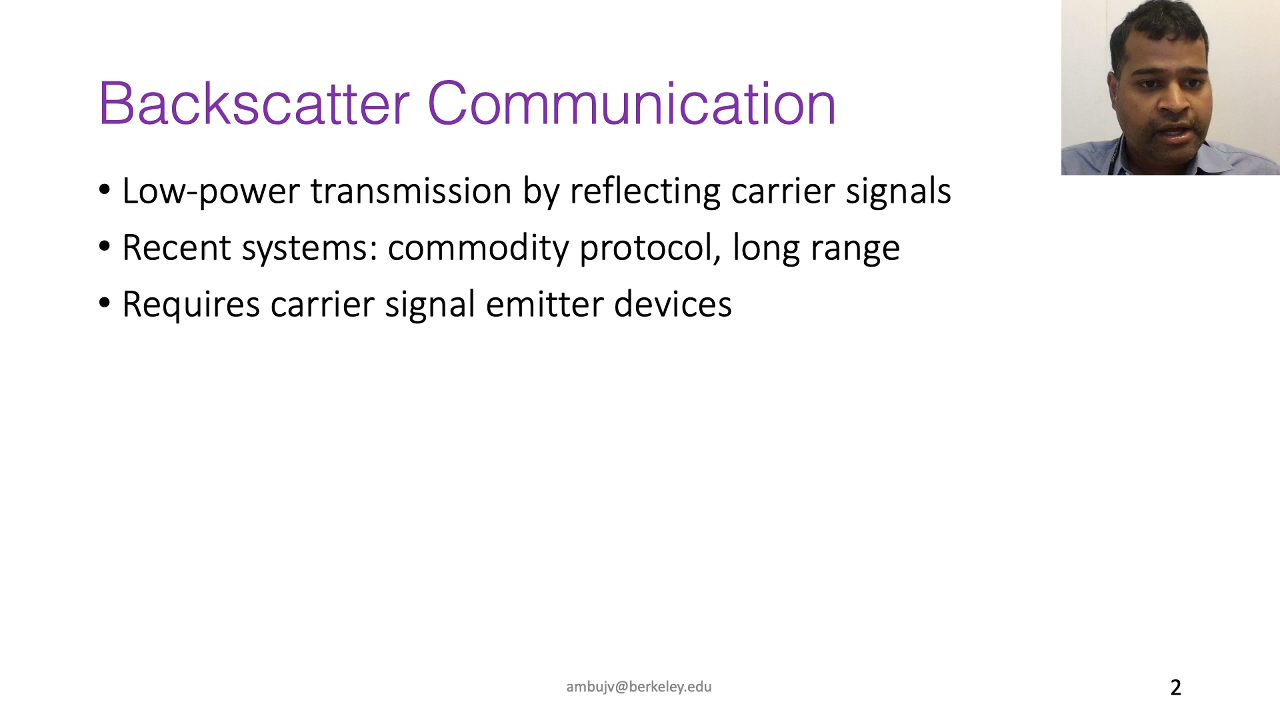 Backscatter Communication
• Low-power transmission by reflecting carrier signals
• Recent systems: commodity protocol, long range
• Requires carrier signal emitter devices
ambujv@berkeley.edu
2